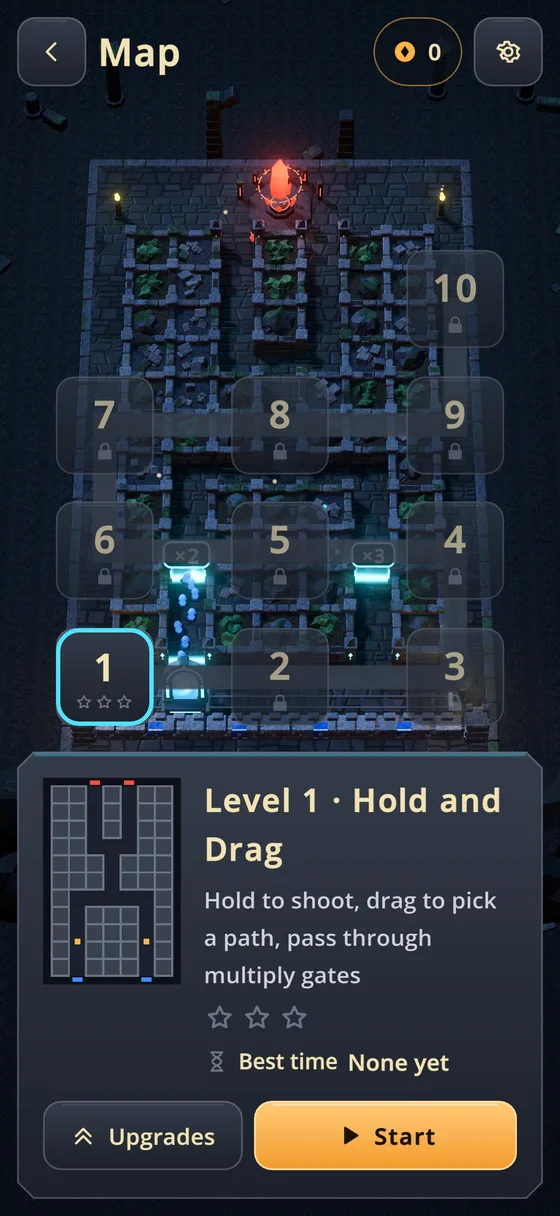 Map
0
10
7
8
9
6
5
4
×2
×3
1
2
3
Level 1 · Hold and
Drag
Hold to shoot, drag to pick
a path, pass through
multiply gates
Best time None yet
Upgrades
Start